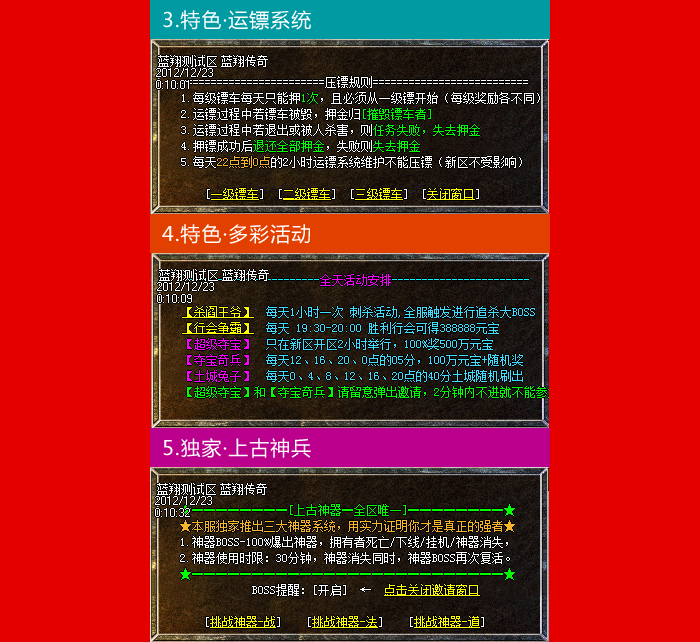 3.特色·运镖系统
蓝翔测试区 蓝翔传奇
2012/12/23
0:10:01
======================压镖规则==========================
1.每级镖车每天只能押1次，且必须从一级镖开始（每级奖励各不同）
2.运镖过程中若镖车被毁，押金归[摧毁镖车者]
3.运镖过程中若退出或被人杀害，则任务失败，失去押金
4.押镖成功后退还全部押金，失败则失去押金
5.每天22点到0点的2小时运镖系统维护不能压镖（新区不受影响）
[一级镖车] [二级镖车] [三级镖车] [关闭窗口]
4.特色·多彩活动
蓝翔测试区 蓝翔传奇
2012/12/23
0:10:09
---------全天活动安排-----------------------
【杀阎王爷】 每天1小时一次 刺杀活动,全服触发进行追杀大BOSS
【行会争霸】 每天 19:30-20:00 胜利行会可得388888元宝
【超级夺宝】 只在新区开区2小时举行，100%奖500万元宝
【夺宝奇兵】 每天12、16、20、0点的05分，100万元宝+随机奖
【土城兔子】 每天0、4、8、12、16、20点的40分土城随机刷出
【超级夺宝】和【夺宝奇兵】请留意弹出邀请，2分钟内不进就不能参
5.独家·上古神兵
蓝翔测试区 蓝翔传奇
2012/12/23
0:10:32
★━━━━━━━━[上古神器一全区唯一]━━━━━━━━★
★本服独家推出三大神器系统，用实力证明你才是真正的强者★
1.神器BOSS-100%爆出神器，拥有者死亡/下线/挂机/神器消失，
2.神器使用时限：30分钟，神器消失同时，神器BOSS再次复活。
★━━━━━━━━━━━━━━━━━━━━━━━━━━★
BOSS提醒：[开启] ← 点击关闭邀请窗口
[挑战神器-战] [挑战神器-法] [挑战神器-道]